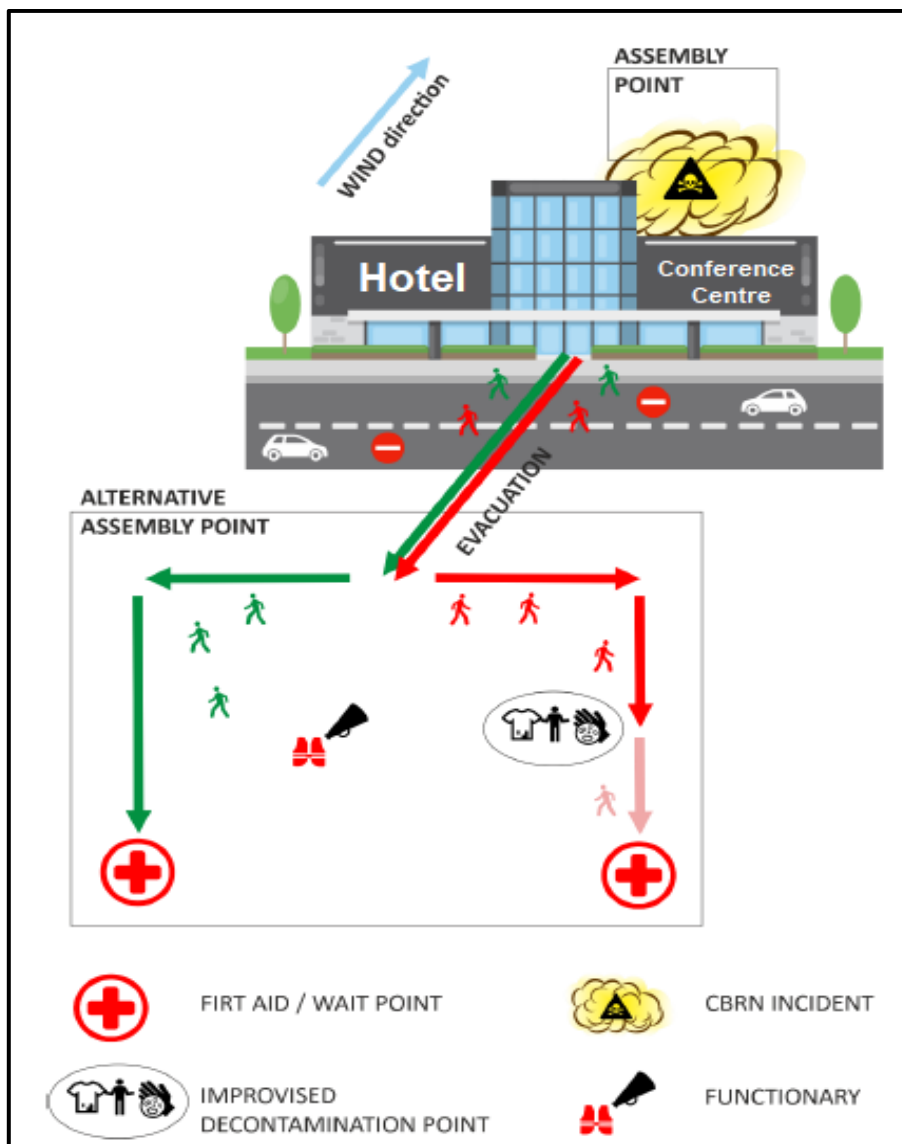 ASSEMBLY
POINT
WIND direction
Hotel
Conference
Centre
EVACUATION
ALTERNATIVE
ASSEMBLY POINT
FIRT AID / WAIT POINT
CBRN INCIDENT
IMPROVISED
DECONTAMINATION POINT
FUNCTIONARY